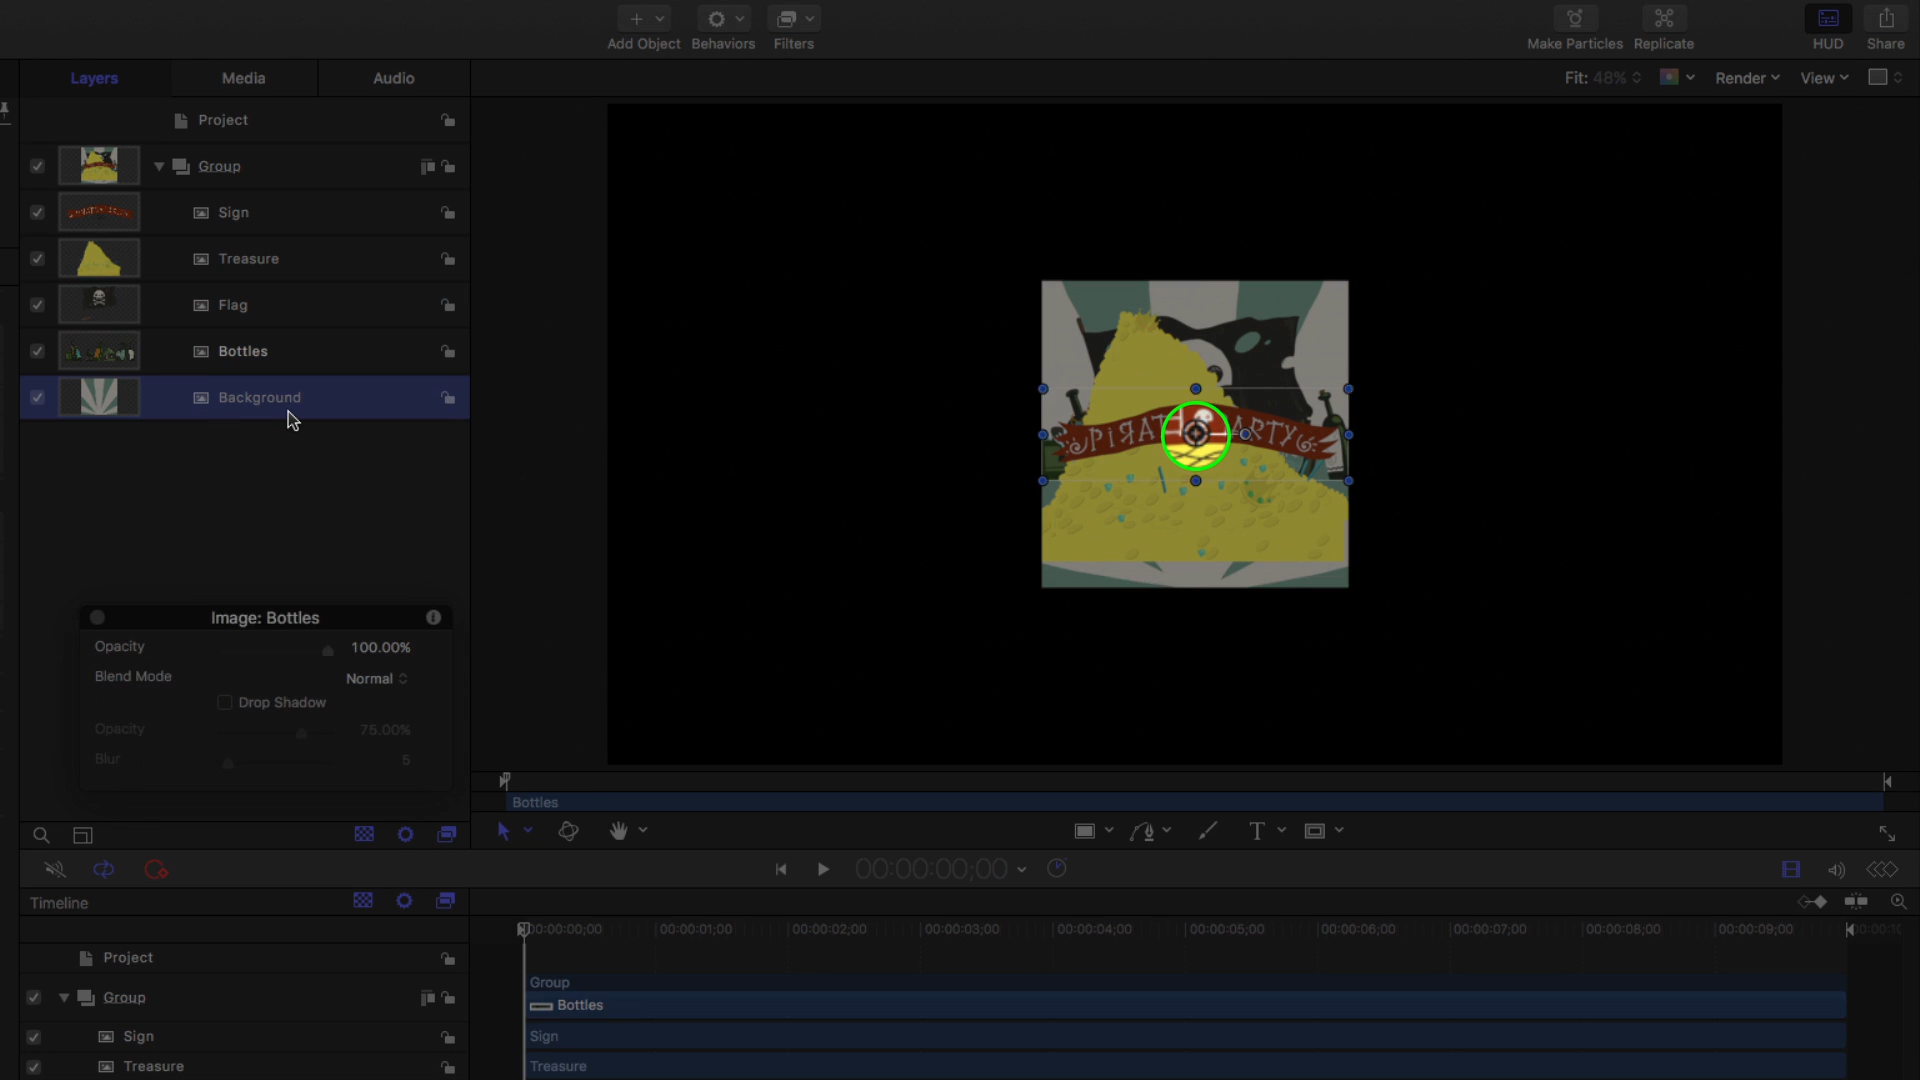 Add Object
Behaviors
Filters
Make Particles
Replicate
HUD
Share
Layers
Media
Audio
Fit: 48%
Render
View
Project
Group
Sign
Treasure
Flag
Bottles
Background
Image: Bottles
Opacity
100.00%
Blend Mode
Normal
Drop Shadow
Opacity
75.00%
Blur
5
Bottles
T
00:00:00;00
Timeline
00:00:00;00
00:00:01;00
00:00:02;00
00:00:03;00
00:00:04;00
00:00:05;00
00:00:06;00
00:00:07;00
00:00:08;00
00:00:09;00
Project
Group
Group
Bottles
Sign
Sign
Treasure
Treasure